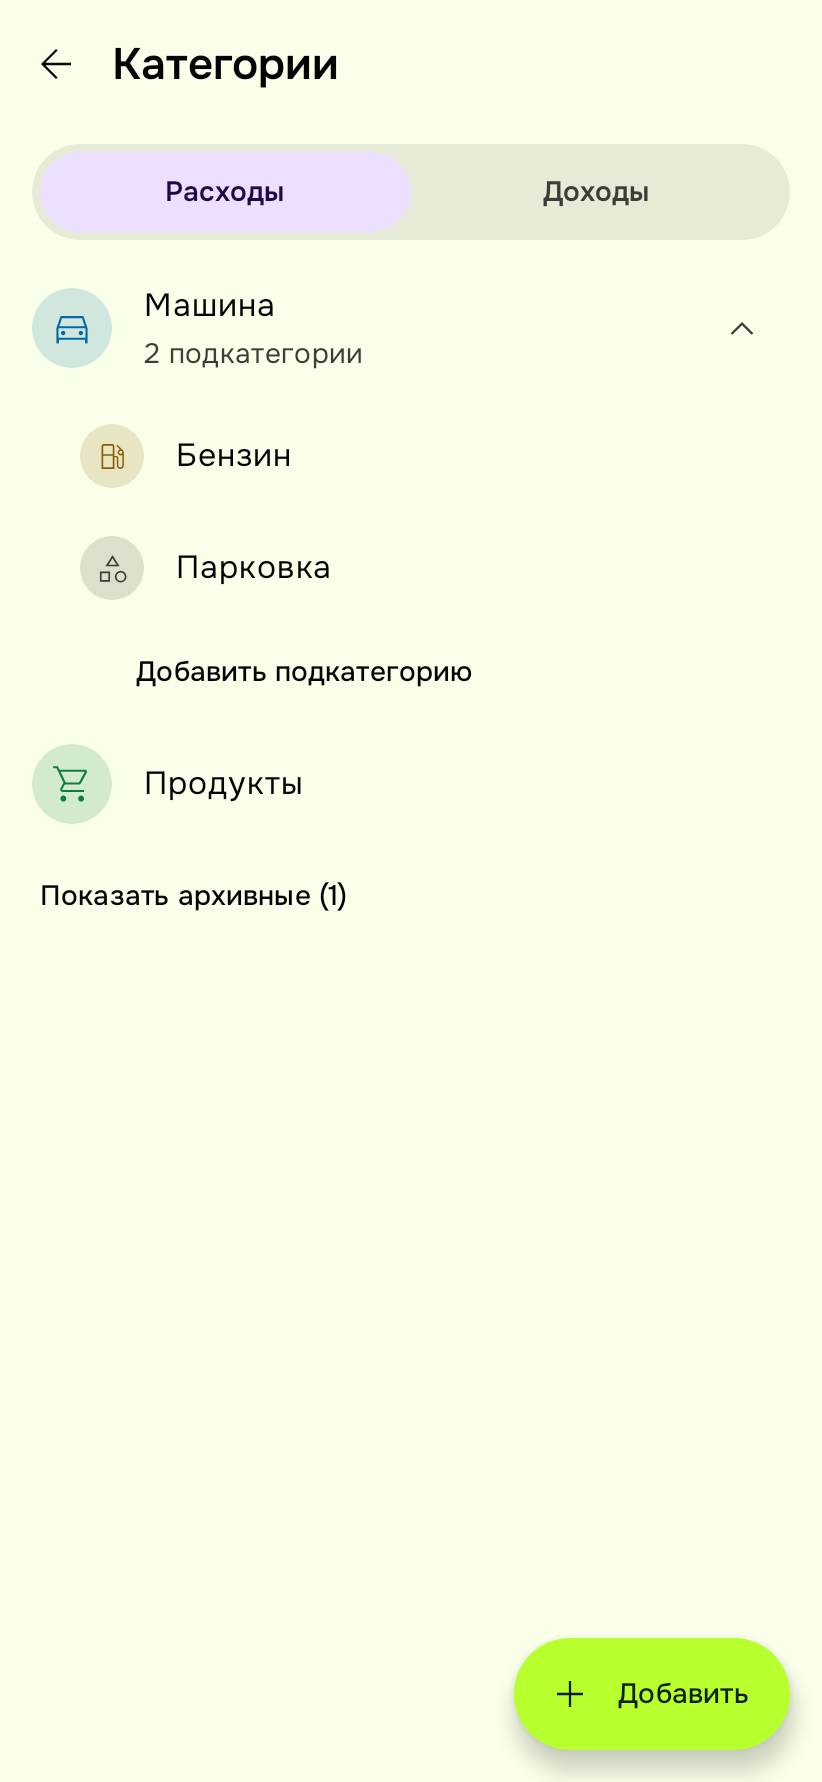 Категории
Расходы
Доходы
Машина
2 подкатегории
Бензин
Парковка
Добавить подкатегорию
Продукты
Показать архивные (1)
Добавить